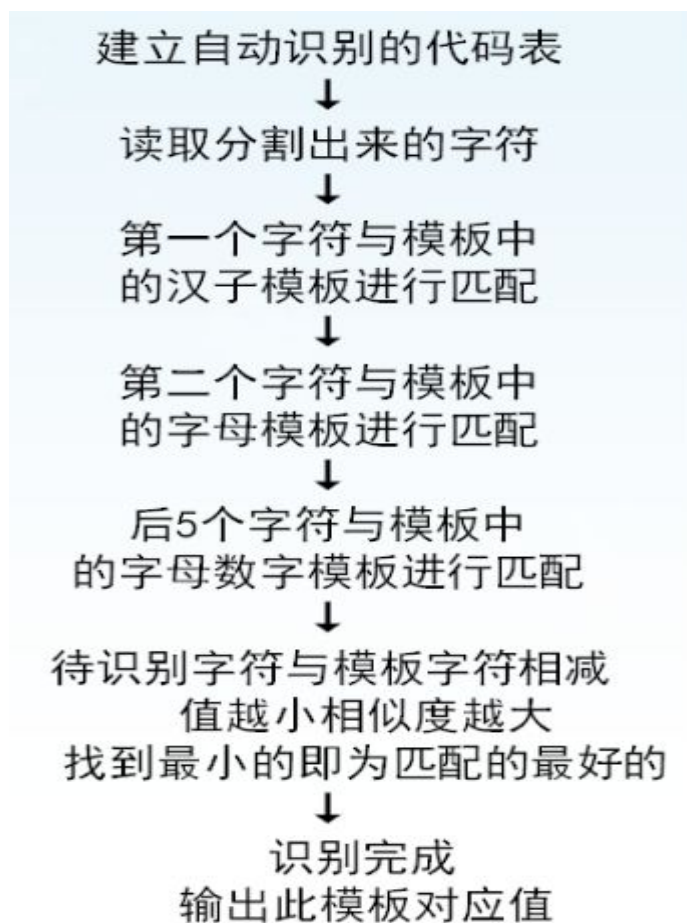 建立自动识别的代码表
↓
读取分割出来的字符
↓
第一个字符与模板中
的汉子模板进行匹配
↓
第二个字符与模板中
的字母模板进行匹配
↓
后5个字符与模板中
的字母数字模板进行匹配
↓
待识别字符与模板字符相减
值越小相似度越大
找到最小的即为匹配的最好的
↓
识别完成
输出此模板对应值